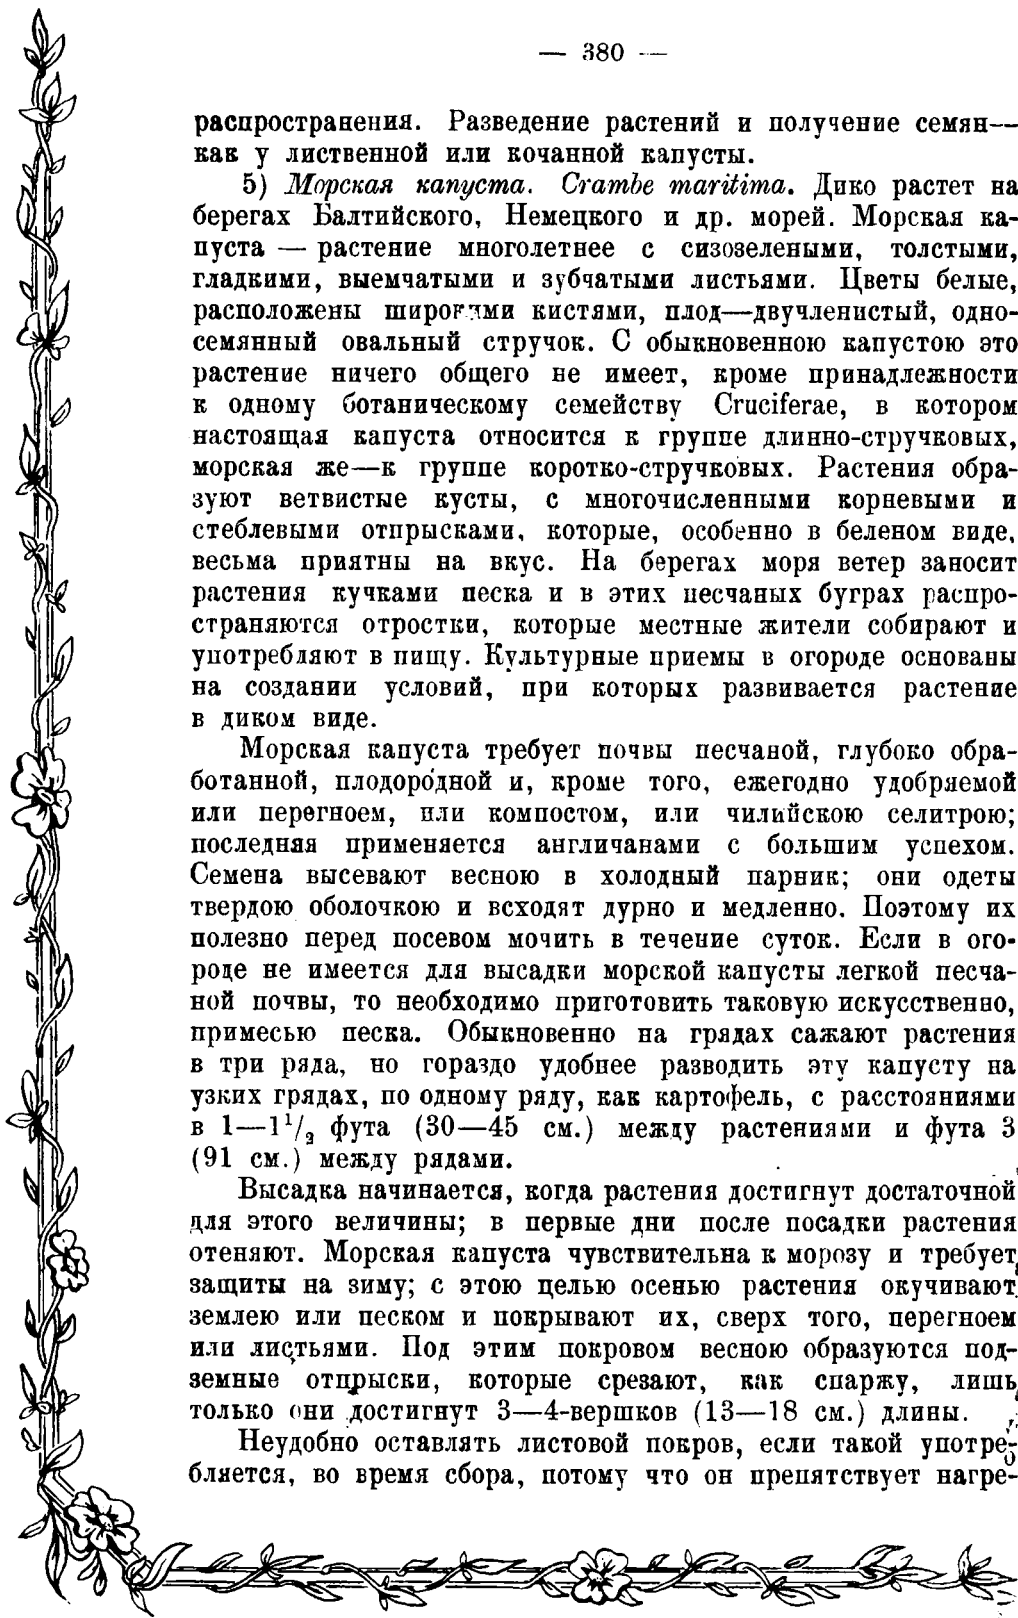 — 380 —
распространения. Разведение растений и получение семян—
как у лиственной или кочанной капусты.
5) Морская капуста. Crambe maritima. Дико растет на
берегах Балтийского, Немецкого и др. морей. Морская ка-
пуста — растение многолетнее с сизозелеными, толстыми,
гладкими, выемчатыми и зубчатыми листьями. Цветы белые,
расположены широкими кистями, плод—двучленистый, одно-
семянный овальный стручок. С обыкновенною капустою это
растение ничего общего не имеет, кроме принадлежности
к одному ботаническому семейству Cruciferae, в котором
настоящая капуста относится к группе длинно-стручковых,
морская же—к группе коротко-стручковых. Растения обра-
зуют ветвистые кусты, с многочисленными корневыми и
стеблевыми отпрысками, которые, особенно в беленом виде,
весьма приятны на вкус. На берегах моря ветер заносит
растения кучками песка и в этих песчаных буграх распро-
страняются отростки, которые местные жители собирают и
употребляют в пищу. Культурные приемы в огороде основаны
на создании условий, при которых развивается растение
в диком виде.
Морская капуста требует почвы песчаной, глубоко обра-
ботанной, плодородной и, кроме того, ежегодно удобряемой
или перегноем, или компостом, или чилийскою селитрою;
последняя применяется англичанами с большим успехом.
Семена высевают весною в холодный парник; они одеты
твердою оболочкою и всходят дурно и медленно. Поэтому их
полезно перед посевом мочить в течение суток. Если в ого-
роде не имеется для высадки морской капусты легкой песча-
ной почвы, то необходимо приготовить таковую искусственно,
примесью песка. Обыкновенно на грядах сажают растения
в три ряда, но гораздо удобнее разводить эту капусту на
узких грядах, по одному ряду, как картофель, с расстояниями
в 1—1¹/₂ фута (30—45 см.) между растениями и фута 3
(91 см.) между рядами.
Высадка начинается, когда растения достигнут достаточной
для этого величины; в первые дни после посадки растения
отеняют. Морская капуста чувствительна к морозу и требует
защиты на зиму; с этою целью осенью растения окучивают
землею или песком и покрывают их, сверх того, перегноем
или листьями. Под этим покровом весною образуются под-
земные отпрыски, которые срезают, как спаржу, лишь
только они достигнут 3—4-вершков (13—18 см.) длины.
Неудобно оставлять листовой покров, если такой употре-
бляется, во время сбора, потому что он препятствует нагре-